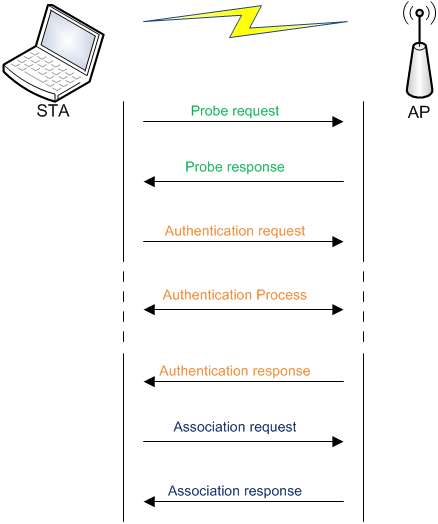 STA
AP
Probe request
Probe response
Authentication request
Authentication Process
Authentication response
Association request
Association response